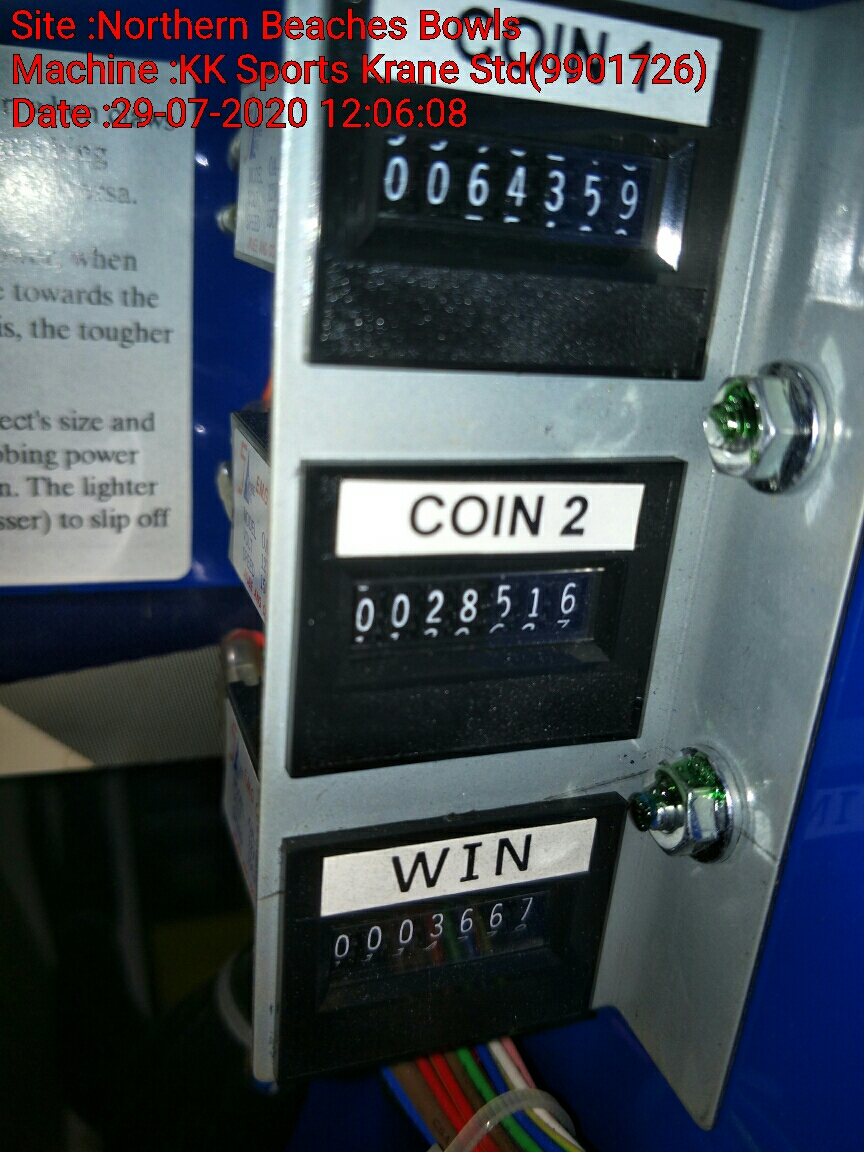 Site :Northern Beaches Bowls
Machine :KK Sports Krane Std(9901726)
Date :29-07-2020 12:06:08
COIN 1
0064359
when
towards the
is, the tougher
ect's size and
bbing power
n. The lighter
sser) to slip off
COIN 2
0028516
WIN
0003667